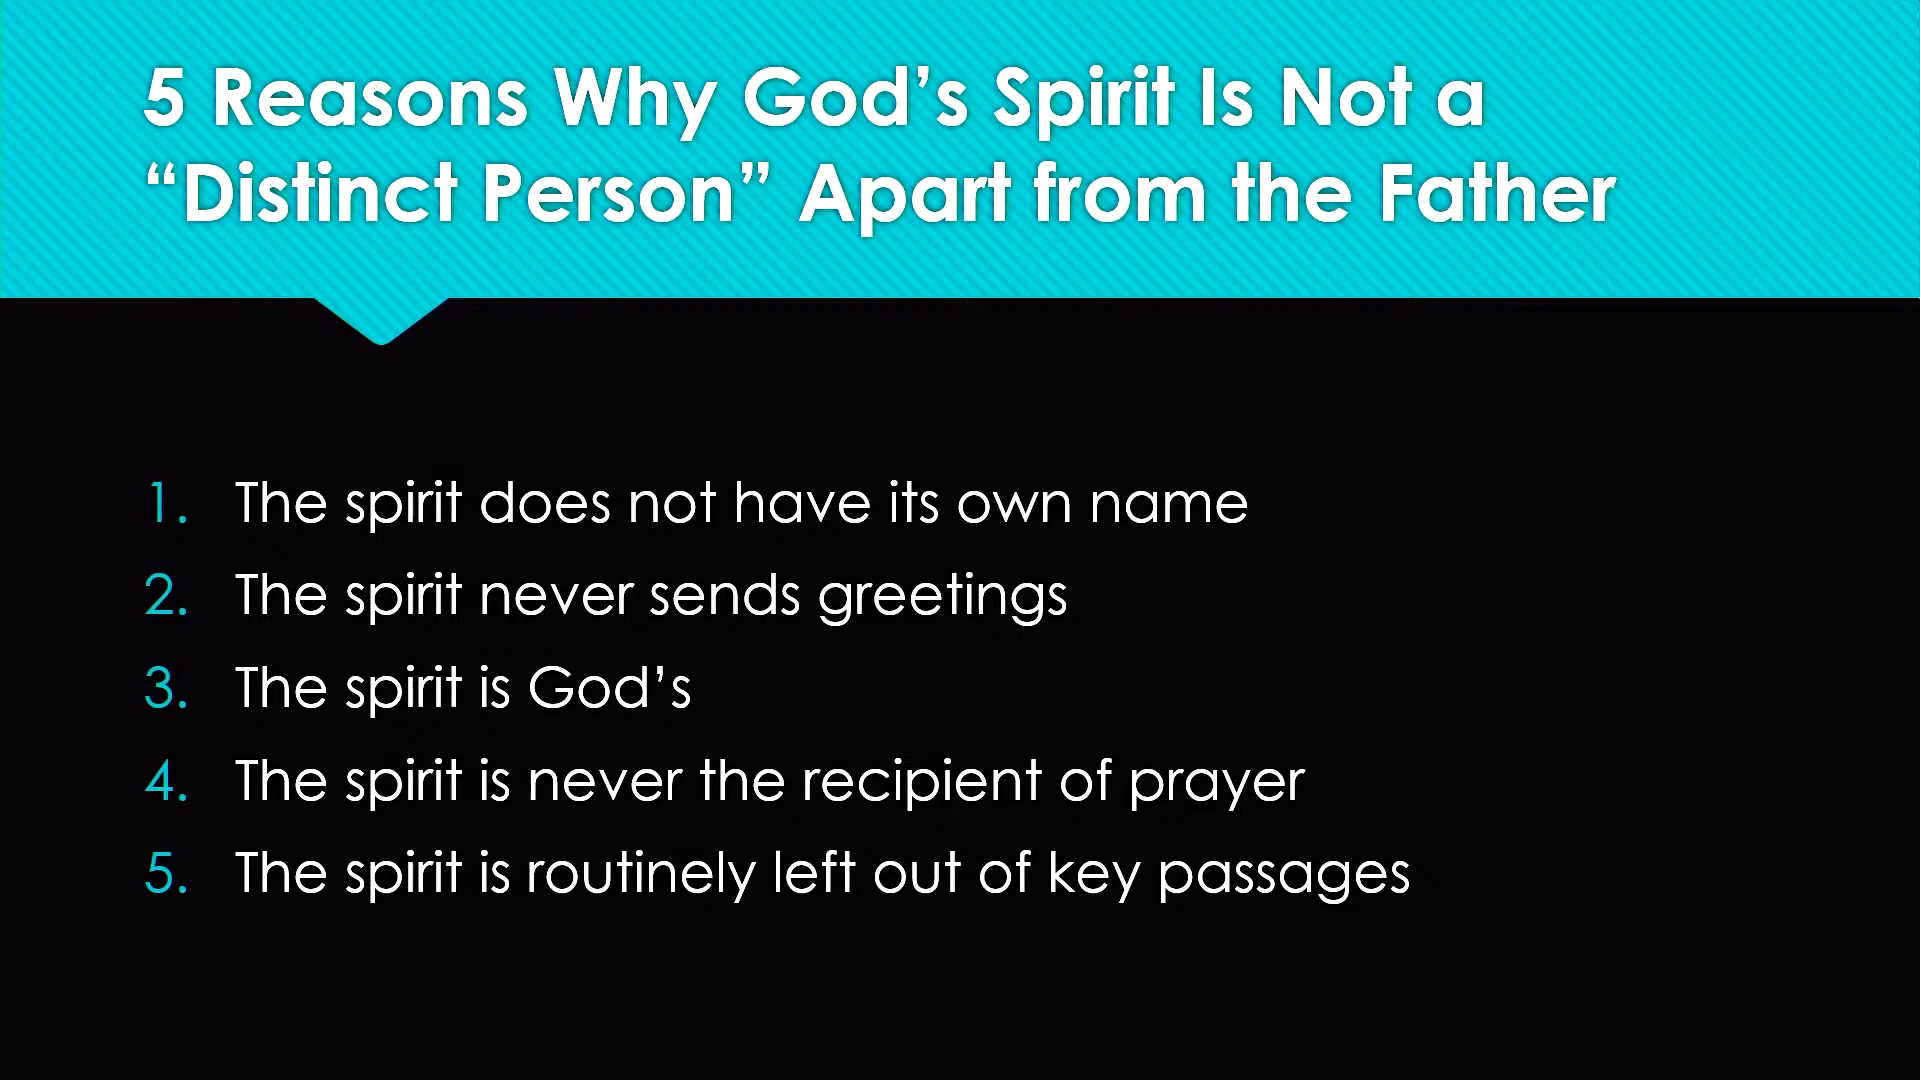 5 Reasons Why God’s Spirit Is Not a
“Distinct Person” Apart from the Father
1. The spirit does not have its own name
2. The spirit never sends greetings
3. The spirit is God’s
4. The spirit is never the recipient of prayer
5. The spirit is routinely left out of key passages